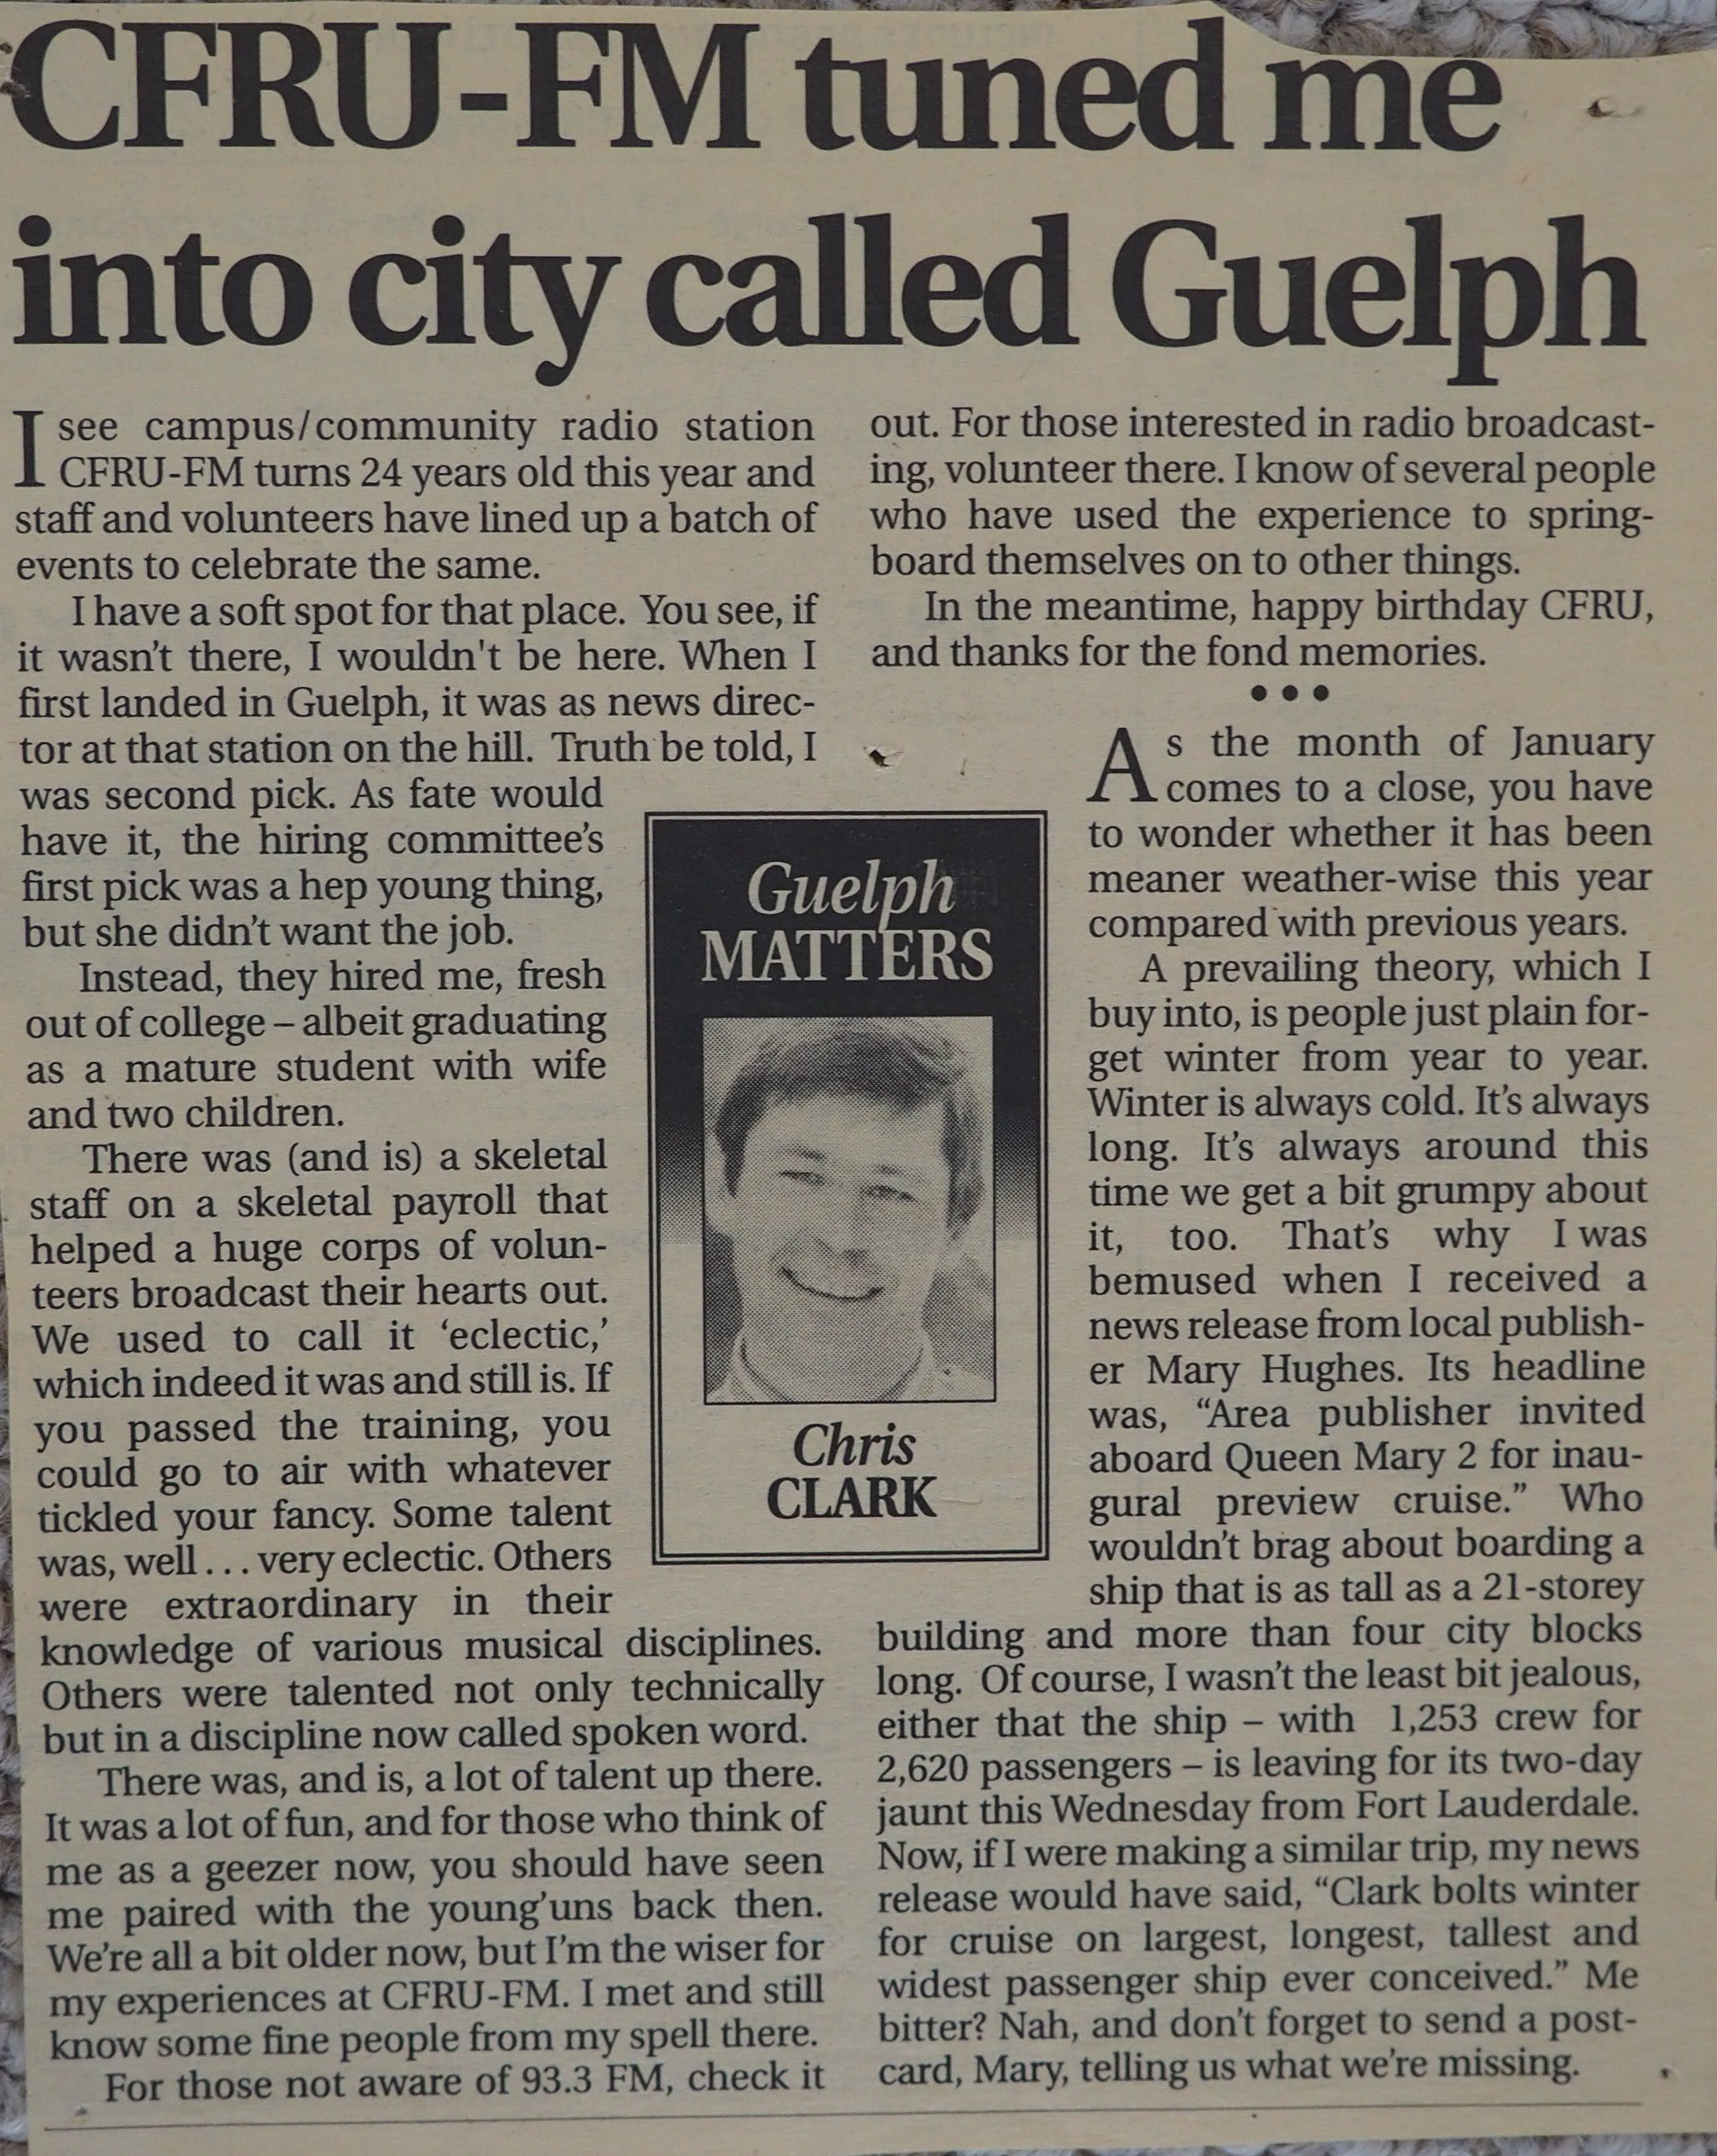 CFRU-FM tuned me
into city called Guelph
I see campus/community radio station
CFRU-FM turns 24 years old this year and
staff and volunteers have lined up a batch of
events to celebrate the same.
I have a soft spot for that place. You see, if
it wasn't there, I wouldn't be here. When I
first landed in Guelph, it was as news direc-
tor at that station on the hill. Truth be told, I
was second pick. As fate would
have it, the hiring committee's
first pick was a hep young thing,
but she didn't want the job.
Instead, they hired me, fresh
out of college – albeit graduating
as a mature student with wife
and two children.
There was (and is) a skeletal
staff on a skeletal payroll that
helped a huge corps of volun-
teers broadcast their hearts out.
We used to call it ‘eclectic,’
which indeed it was and still is. If
you passed the training, you
could go to air with whatever
tickled your fancy. Some talent
was, well . . . very eclectic. Others
were extraordinary in their
knowledge of various musical disciplines.
Others were talented not only technically
but in a discipline now called spoken word.
There was, and is, a lot of talent up there.
It was a lot of fun, and for those who think of
me as a geezer now, you should have seen
me paired with the young'uns back then.
We're all a bit older now, but I'm the wiser for
my experiences at CFRU-FM. I met and still
know some fine people from my spell there.
For those not aware of 93.3 FM, check it
out. For those interested in radio broadcast-
ing, volunteer there. I know of several people
who have used the experience to spring-
board themselves on to other things.
In the meantime, happy birthday CFRU,
and thanks for the fond memories.
• • •
As the month of January
comes to a close, you have
to wonder whether it has been
meaner weather-wise this year
compared with previous years.
A prevailing theory, which I
buy into, is people just plain for-
get winter from year to year.
Winter is always cold. It's always
long. It's always around this
time we get a bit grumpy about
it, too. That's why I was
bemused when I received a
news release from local publish-
er Mary Hughes. Its headline
was, “Area publisher invited
aboard Queen Mary 2 for inau-
gural preview cruise.” Who
wouldn't brag about boarding a
ship that is as tall as a 21-storey
building and more than four city blocks
long. Of course, I wasn't the least bit jealous,
either that the ship – with 1,253 crew for
2,620 passengers – is leaving for its two-day
jaunt this Wednesday from Fort Lauderdale.
Now, if I were making a similar trip, my news
release would have said, “Clark bolts winter
for cruise on largest, longest, tallest and
widest passenger ship ever conceived.” Me
bitter? Nah, and don't forget to send a post-
card, Mary, telling us what we're missing.
Guelph
MATTERS
Chris
CLARK